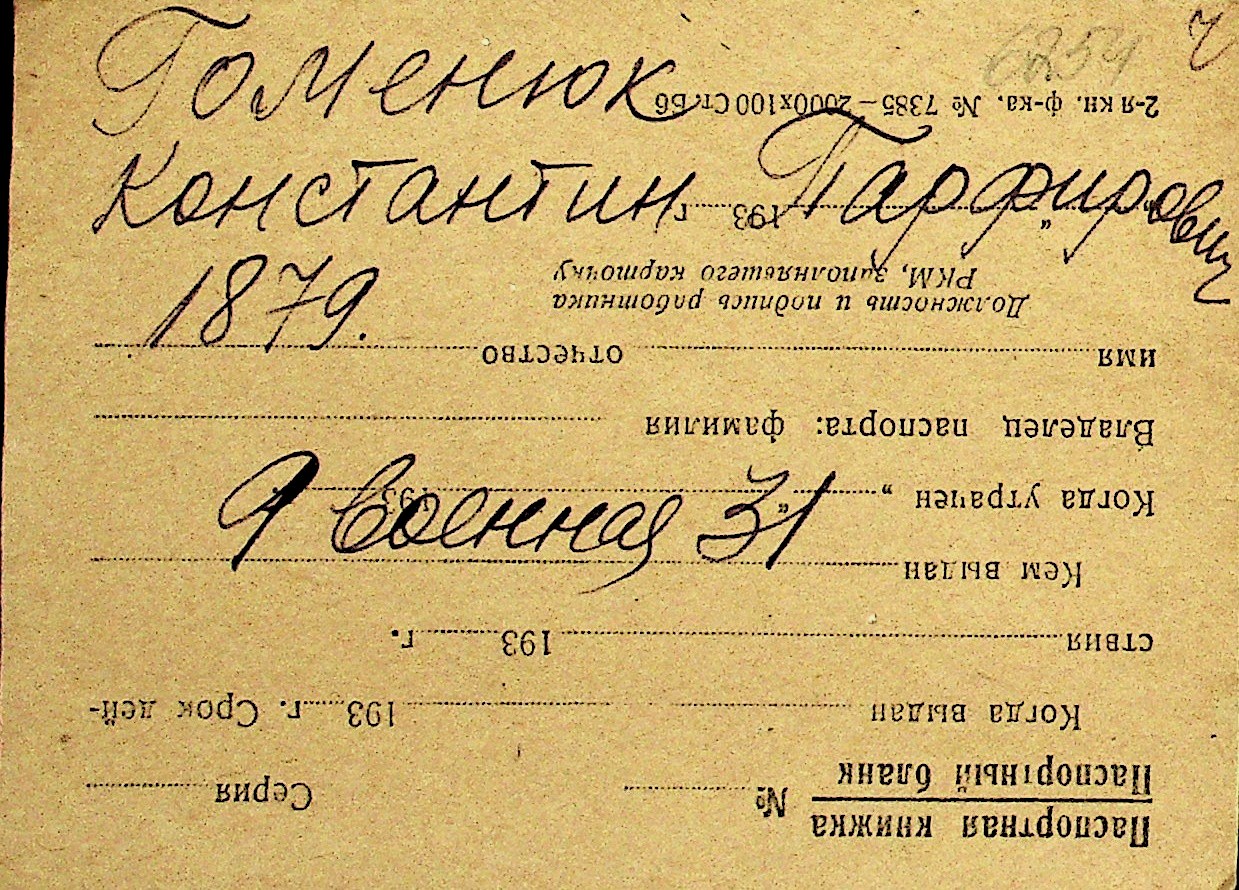 Гоменюк
Константин Парфирович
1879.
9 Военная 31
6254
Паспортная книжка
Паспортный бланк
№ Серия
Когда выдан 193 г. Срок дей-
ствия 193 г.
Кем выдан
Когда утрачен „ “ 193
Владелец паспорта: фамилия
имя отчество
Должность и подпись работника
РКМ, заполнявшего карточку
„ “ 193 г.
2-я кн. ф-ка. № 7385—2000х100 Ст. Б6